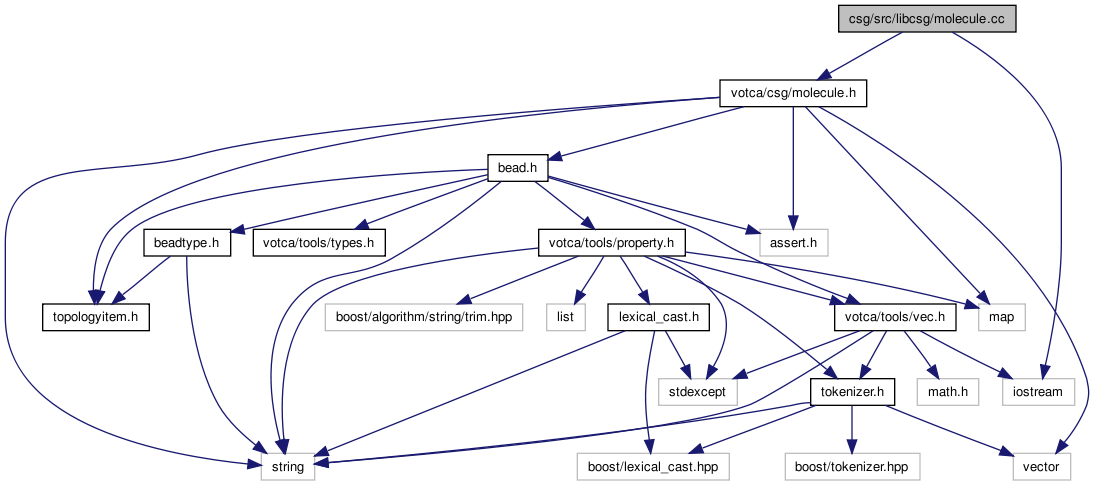 csg/src/libcsg/molecule.cc
votca/csg/molecule.h
bead.h
beadtype.h
votca/tools/types.h
votca/tools/property.h
assert.h
topologyitem.h
boost/algorithm/string/trim.hpp
list
lexical_cast.h
votca/tools/vec.h
map
stdexcept
tokenizer.h
math.h
iostream
string
boost/lexical_cast.hpp
boost/tokenizer.hpp
vector